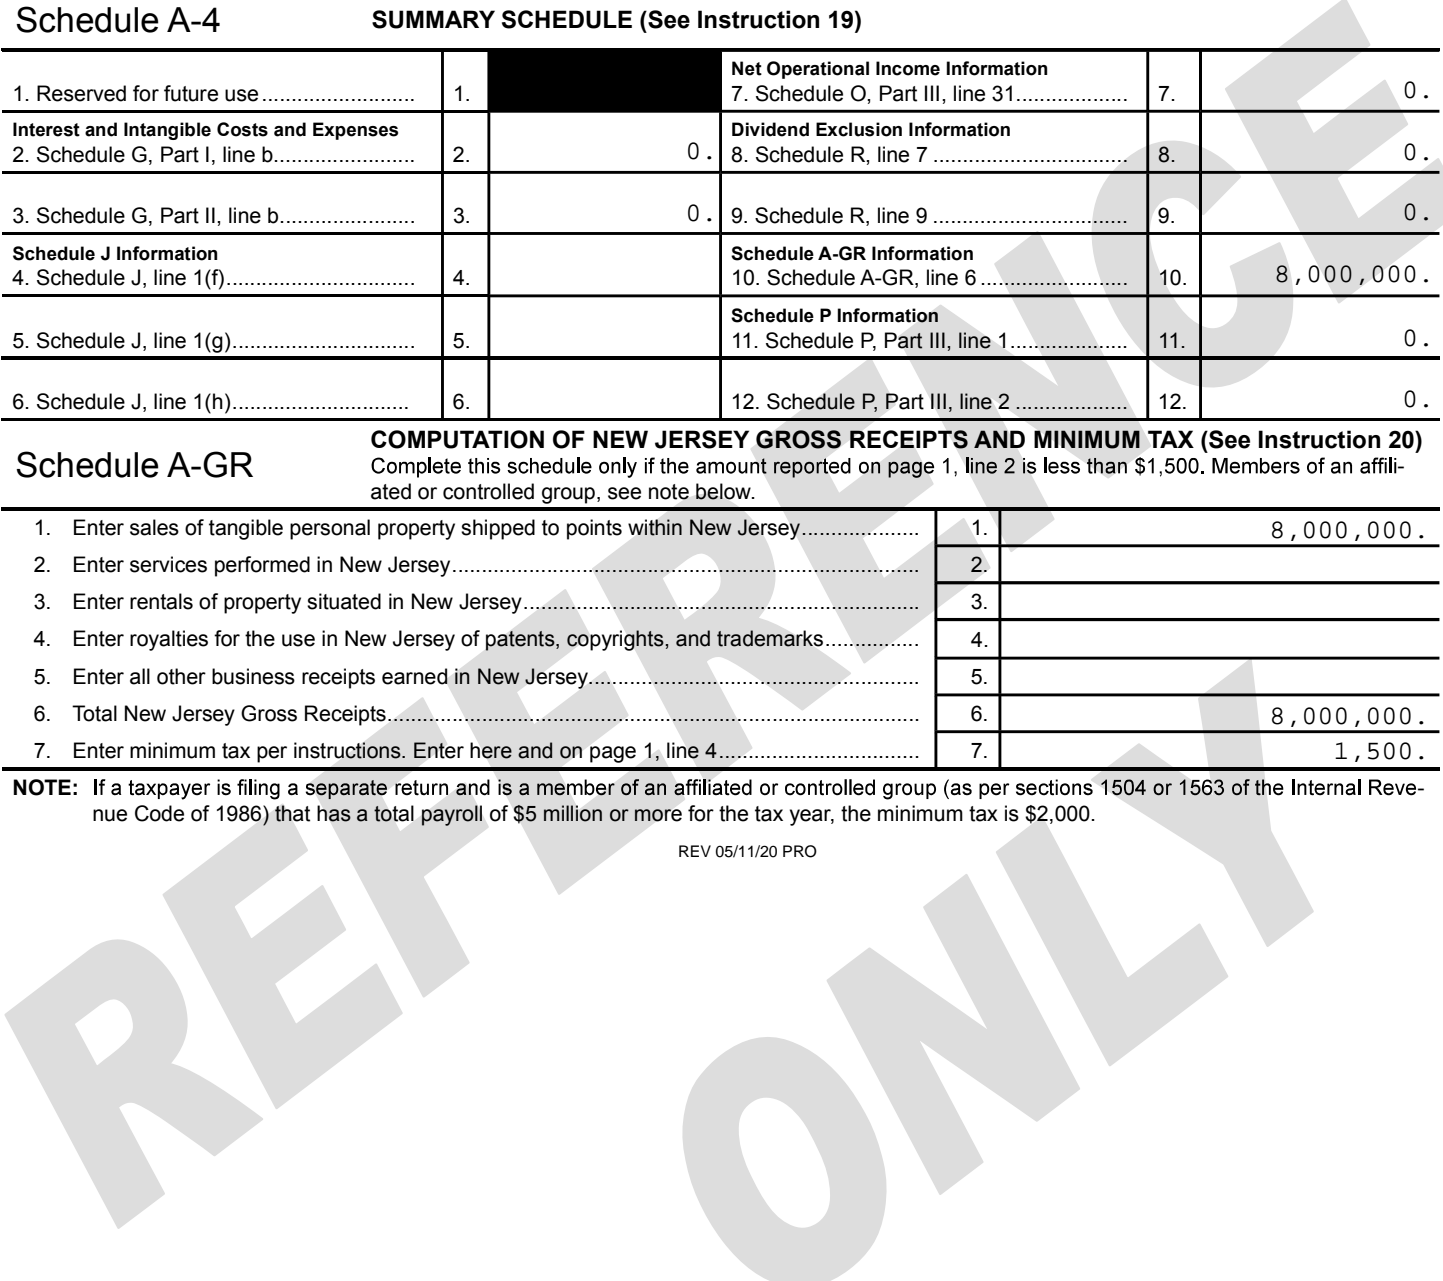 Schedule A-4
SUMMARY SCHEDULE (See Instruction 19)
1. Reserved for future use.......................... 1.
Net Operational Income Information
7. Schedule O, Part III, line 31................... 7. 0.
Interest and Intangible Costs and Expenses
2. Schedule G, Part I, line b........................ 2. 0.
Dividend Exclusion Information
8. Schedule R, line 7 ................................. 8. 0.
3. Schedule G, Part II, line b....................... 3. 0.
9. Schedule R, line 9 ................................. 9. 0.
Schedule J Information
4. Schedule J, line 1(f)................................ 4.
Schedule A-GR Information
10. Schedule A-GR, line 6 ......................... 10. 8,000,000.
5. Schedule J, line 1(g)............................... 5.
Schedule P Information
11. Schedule P, Part III, line 1.................... 11. 0.
6. Schedule J, line 1(h).............................. 6.
12. Schedule P, Part III, line 2 ................... 12. 0.
Schedule A-GR
COMPUTATION OF NEW JERSEY GROSS RECEIPTS AND MINIMUM TAX (See Instruction 20)
Complete this schedule only if the amount reported on page 1, line 2 is less than $1,500. Members of an affili-
ated or controlled group, see note below.
1. Enter sales of tangible personal property shipped to points within New Jersey.................... 1. 8,000,000.
2. Enter services performed in New Jersey................................................................................ 2.
3. Enter rentals of property situated in New Jersey.................................................................... 3.
4. Enter royalties for the use in New Jersey of patents, copyrights, and trademarks................ 4.
5. Enter all other business receipts earned in New Jersey......................................................... 5.
6. Total New Jersey Gross Receipts........................................................................................... 6. 8,000,000.
7. Enter minimum tax per instructions. Enter here and on page 1, line 4.................................. 7. 1,500.
NOTE: If a taxpayer is filing a separate return and is a member of an affiliated or controlled group (as per sections 1504 or 1563 of the Internal Reve-
nue Code of 1986) that has a total payroll of $5 million or more for the tax year, the minimum tax is $2,000.
REV 05/11/20 PRO
REFERENCE
ONLY